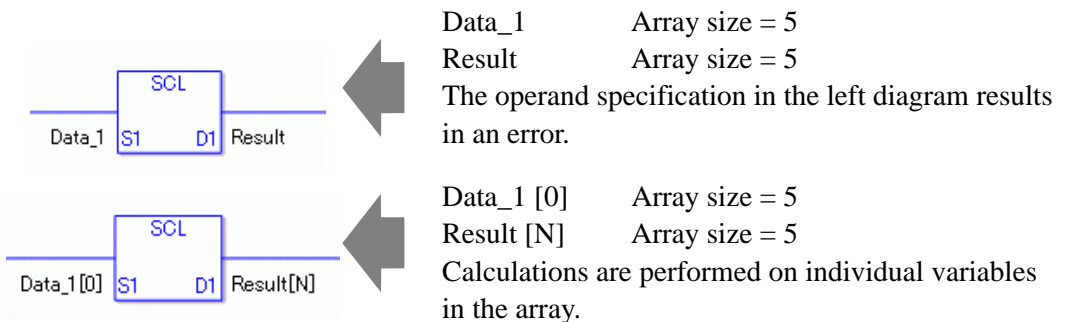 Data_1 Array size = 5
Result Array size = 5
The operand specification in the left diagram results
in an error.
SCL
Data_1 S1 D1 Result
Data_1 [0] Array size = 5
Result [N] Array size = 5
Calculations are performed on individual variables
in the array.
SCL
Data_1[0] S1 D1 Result[N]